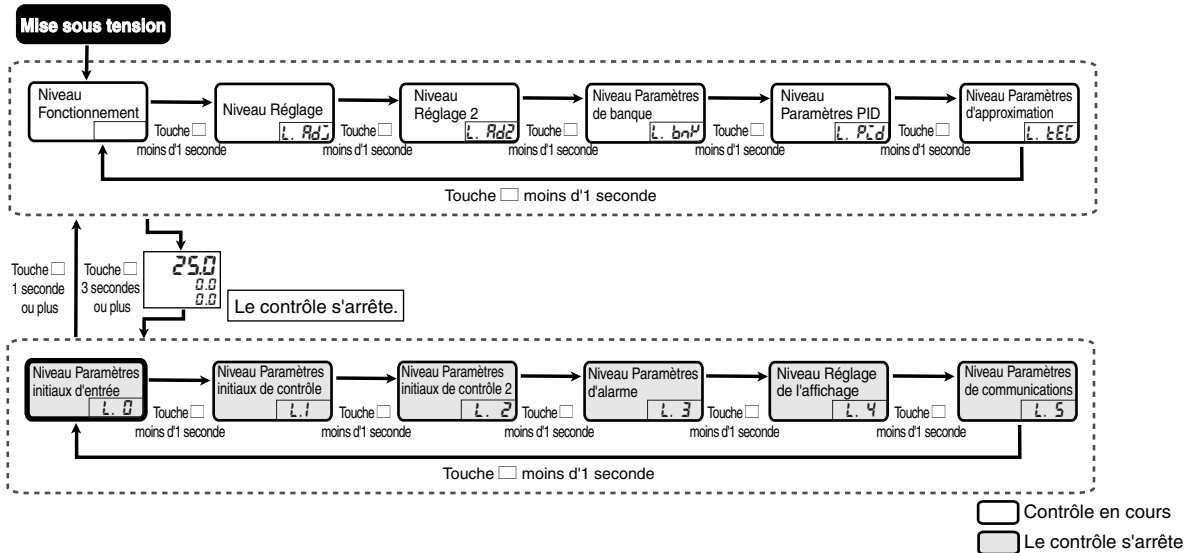 Mise sous tension
Niveau
Fonctionnement
Niveau Réglage
L. Adj
Niveau
Réglage 2
L. Ad2
Niveau Paramètres
de banque
L. bnk
Niveau
Paramètres PID
L. Pid
Niveau Paramètres
d'approximation
L. tEC
Touche
moins d'1 seconde
Touche
moins d'1 seconde
Touche
moins d'1 seconde
Touche
moins d'1 seconde
Touche
moins d'1 seconde
Touche □ moins d'1 seconde
Touche □
1 seconde
ou plus
Touche □
3 secondes
ou plus
25.0
0.0
0.0
Le contrôle s'arrête.
Niveau Paramètres
initiaux d'entrée
L. 0
Niveau Paramètres
initiaux de contrôle
L.1
Niveau Paramètres
initiaux de contrôle 2
L. 2
Niveau Paramètres
d'alarme
L. 3
Niveau Réglage
de l'affichage
L. 4
Niveau Paramètres
de communications
L. 5
Touche □
moins d'1 seconde
Touche □
moins d'1 seconde
Touche □
moins d'1 seconde
Touche □
moins d'1 seconde
Touche □
moins d'1 seconde
Touche □ moins d'1 seconde
Contrôle en cours
Le contrôle s'arrête